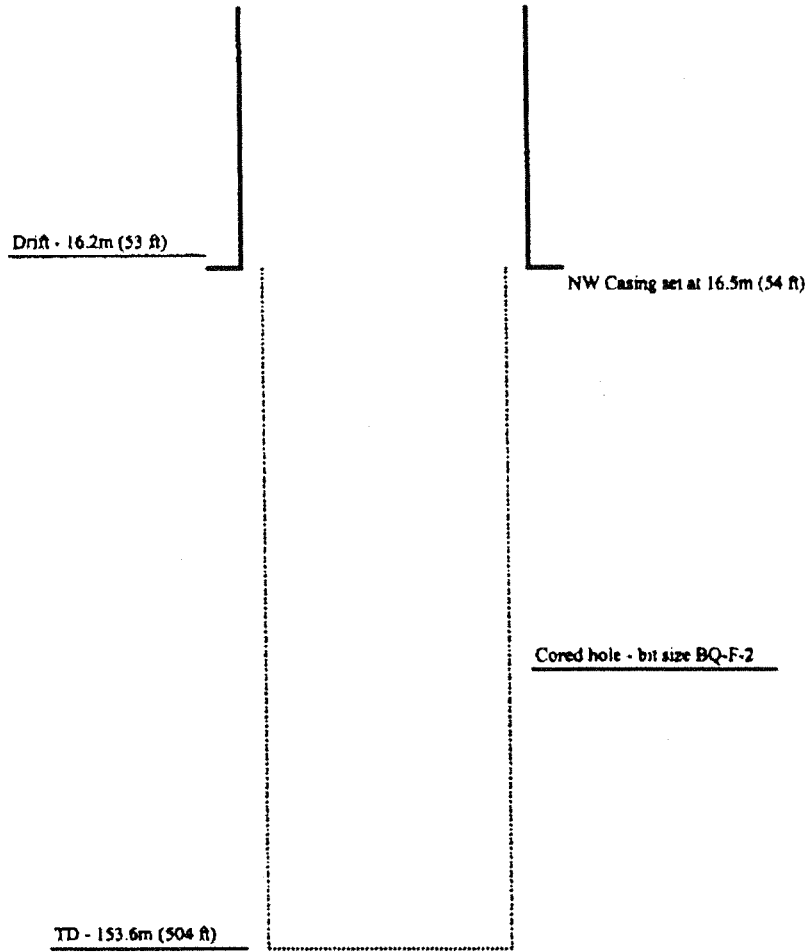 Drift - 16.2m (53 ft)
NW Casing set at 16.5m (54 ft)
Cored hole - bit size BQ-F-2
TD - 153.6m (504 ft)